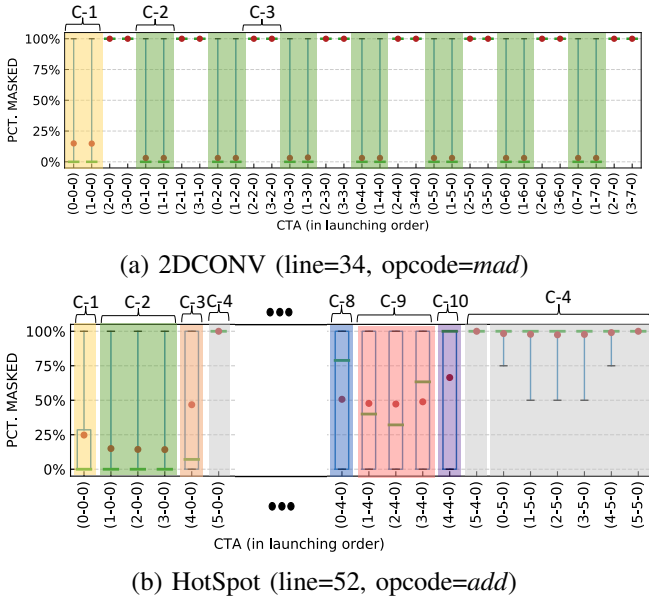 C-1 C-2 C-3
100%
75%
50%
25%
0%
PCT. MASKED
(0-0-0) (1-0-0) (2-0-0) (3-0-0) (0-1-0) (1-1-0) (2-1-0) (3-1-0) (0-2-0) (1-2-0) (2-2-0) (3-2-0) (0-3-0) (1-3-0) (2-3-0) (3-3-0) (0-4-0) (1-4-0) (2-4-0) (3-4-0) (0-5-0) (1-5-0) (2-5-0) (3-5-0) (0-6-0) (1-6-0) (2-6-0) (3-6-0) (0-7-0) (1-7-0) (2-7-0) (3-7-0)
CTA (in launching order)
(a) 2DCONV (line=34, opcode=mad)
C-1 C-2 C-3 C-4 ••• C-8 C-9 C-10 C-4
100%
75%
50%
25%
0%
PCT. MASKED
(0-0-0) (1-0-0) (2-0-0) (3-0-0) (4-0-0) (5-0-0) ••• (0-4-0) (1-4-0) (2-4-0) (3-4-0) (4-4-0) (5-4-0) (0-5-0) (1-5-0) (2-5-0) (3-5-0) (4-5-0) (5-5-0)
CTA (in launching order)
(b) HotSpot (line=52, opcode=add)